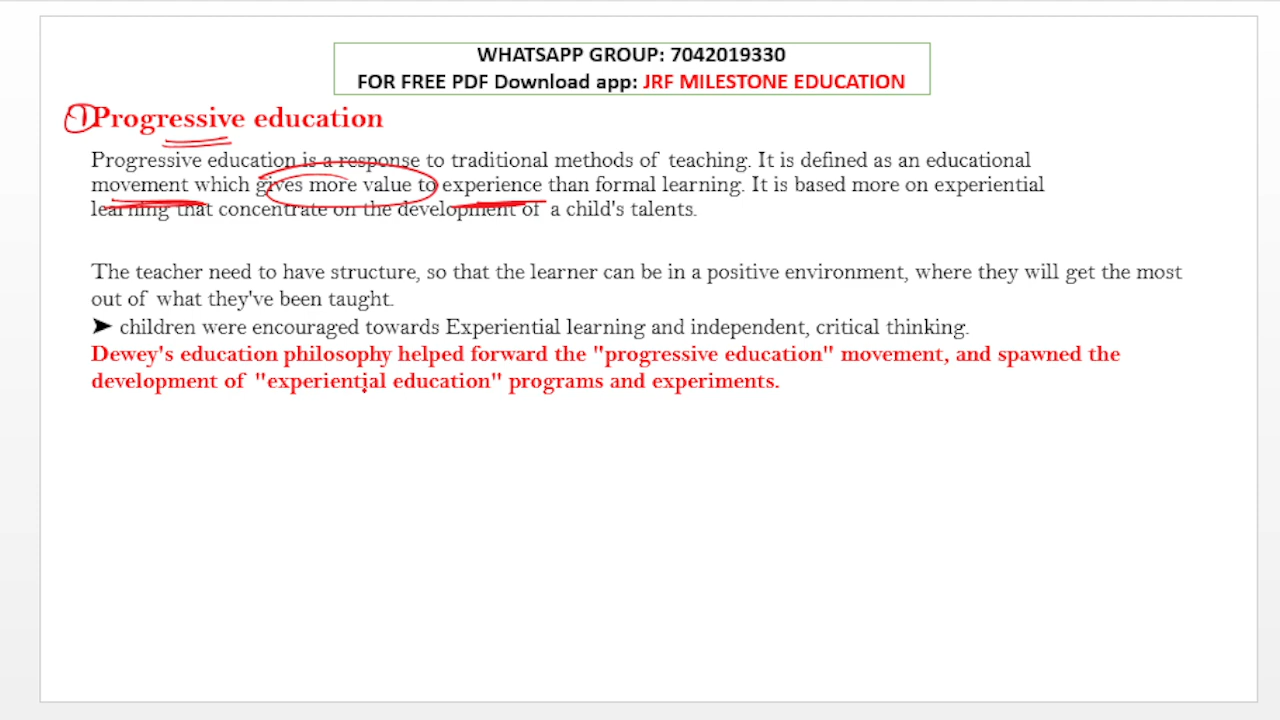 WHATSAPP GROUP: 7042019330
FOR FREE PDF Download app: JRF MILESTONE EDUCATION
1 Progressive education
Progressive education is a response to traditional methods of teaching. It is defined as an educational
movement which gives more value to experience than formal learning. It is based more on experiential
learning that concentrate on the development of a child's talents.
The teacher need to have structure, so that the learner can be in a positive environment, where they will get the most
out of what they've been taught.
➤ children were encouraged towards Experiential learning and independent, critical thinking.
Dewey's education philosophy helped forward the "progressive education" movement, and spawned the
development of "experiential education" programs and experiments.